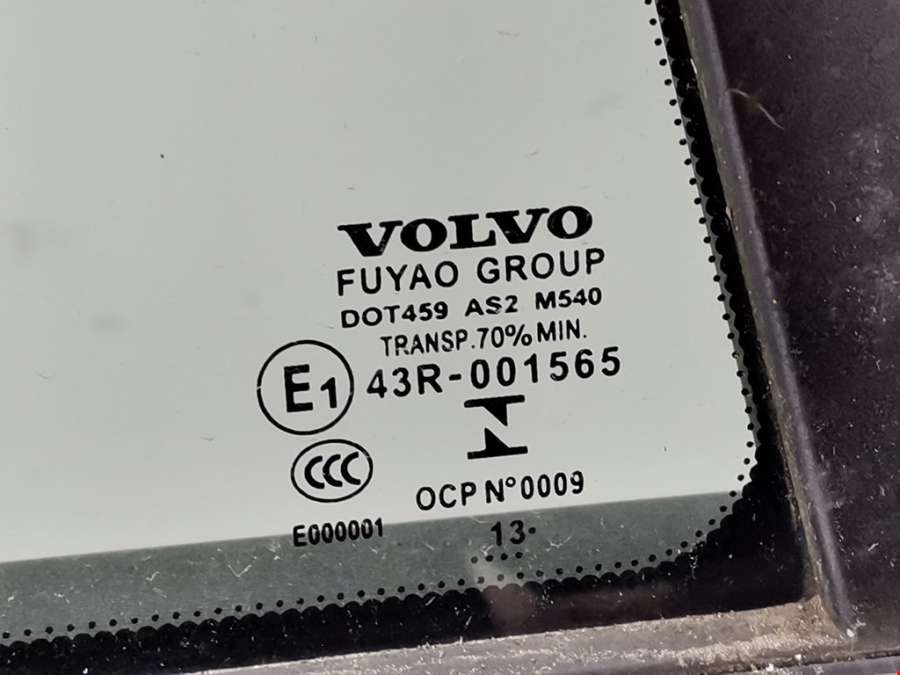 VOLVO
FUYAO GROUP
DOT459 AS2 M540
TRANSP.70%MIN.
E1 43R-001565
CCC
OCP N°0009
E000001
13